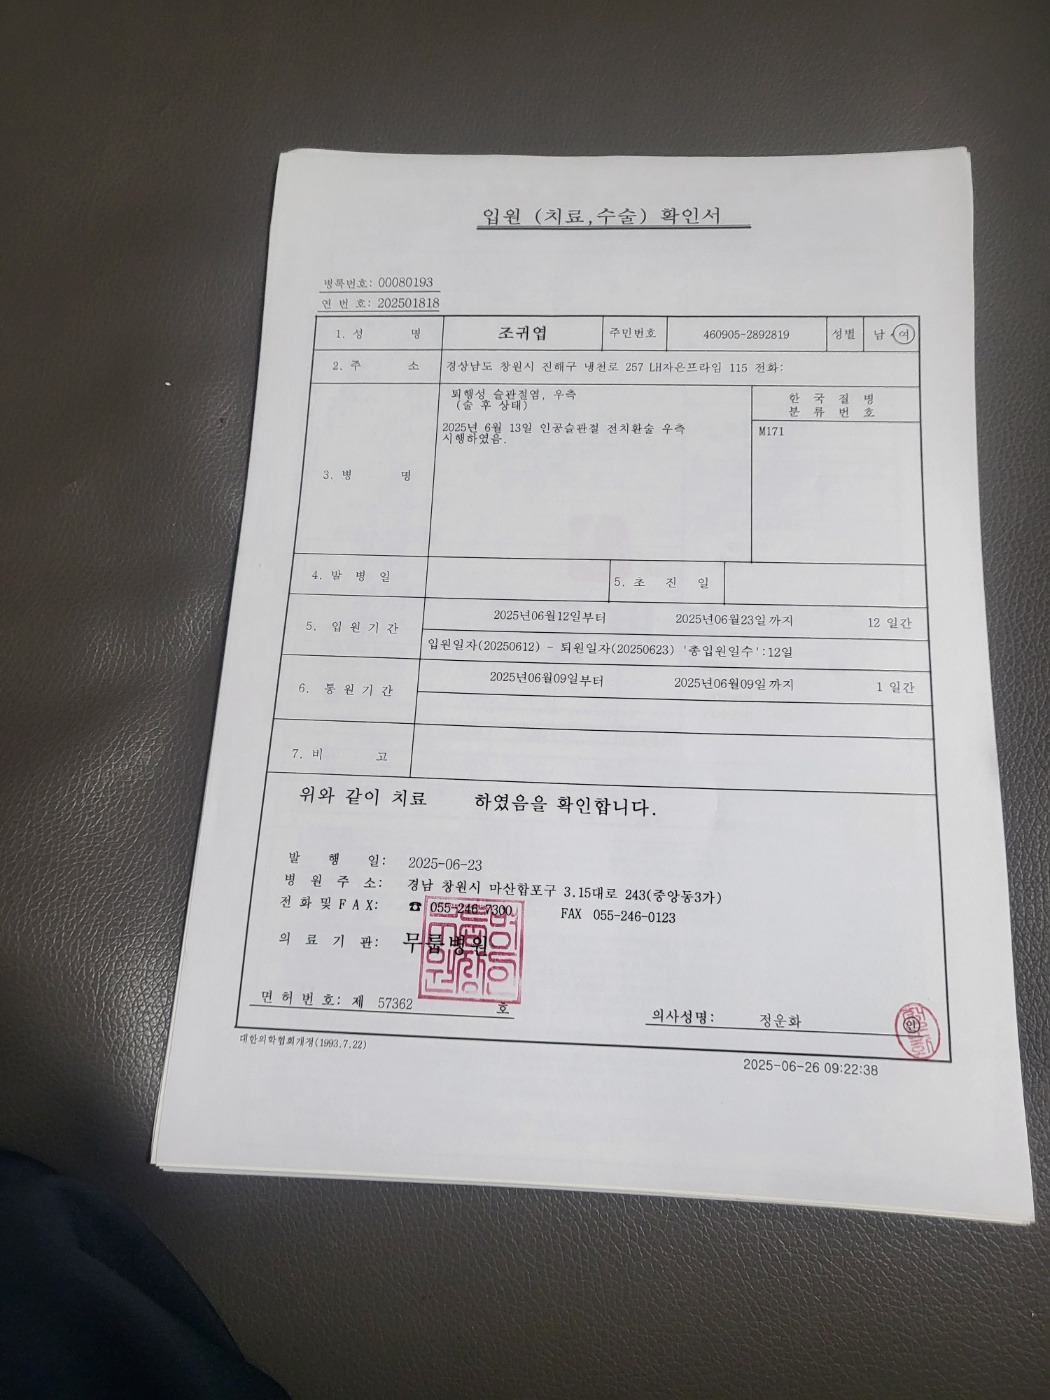 입원 (치료,수술) 확인서
병록번호: 00080193
연 번 호: 202501818
1. 성 명 조귀엽 주민번호 460905-2892819 성별 남 여
2. 주 소 경상남도 창원시 진해구 냉천로 257 LH자은프라임 115 전화:
3. 병 명
퇴행성 슬관절염, 우측
(술 후 상태)
2025년 6월 13일 인공슬관절 전치환술 우측
시행하였음.
한 국 질 병
분 류 번 호
M171
4. 발 병 일 5. 초 진 일
5. 입 원 기 간 2025년06월12일부터 2025년06월23일까지 12 일간
입원일자(20250612) - 퇴원일자(20250623) '총입원일수':12일
6. 통 원 기 간 2025년06월09일부터 2025년06월09일까지 1 일간
7. 비 고
위와 같이 치료 하였음을 확인합니다.
발 행 일: 2025-06-23
병 원 주 소: 경남 창원시 마산합포구 3.15대로 243(중앙동3가)
전 화 및 F A X: ☎ 055-246-7300 FAX 055-246-0123
의 료 기 관: 무릎병원
면 허 번 호: 제 57362 호
의사성명: 정운화 인
대한의학협회개정(1993.7.22)
2025-06-26 09:22:38